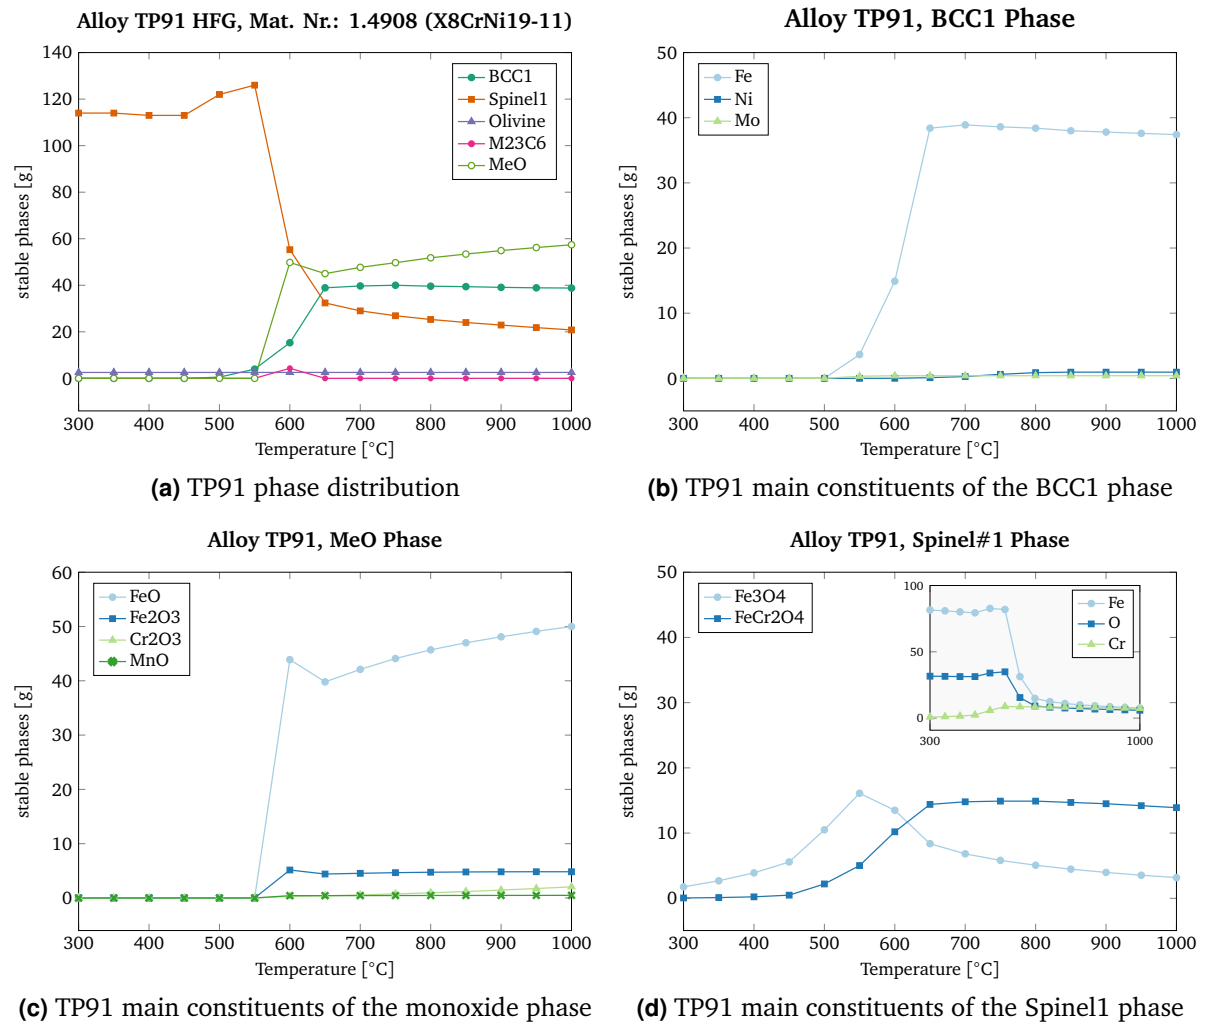 Alloy TP91 HFG, Mat. Nr.: 1.4908 (X8CrNi19-11)
140
120
100
80
60
40
20
0
stable phases [g]
BCC1
Spinel1
Olivine
M23C6
MeO
300 400 500 600 700 800 900 1000
Temperature [°C]
(a) TP91 phase distribution
Alloy TP91, BCC1 Phase
50
40
30
20
10
0
stable phases [g]
Fe
Ni
Mo
300 400 500 600 700 800 900 1000
Temperature [°C]
(b) TP91 main constituents of the BCC1 phase
Alloy TP91, MeO Phase
60
50
40
30
20
10
0
stable phases [g]
FeO
Fe2O3
Cr2O3
MnO
300 400 500 600 700 800 900 1000
Temperature [°C]
(c) TP91 main constituents of the monoxide phase
Alloy TP91, Spinel#1 Phase
50
40
30
20
10
0
stable phases [g]
Fe3O4
FeCr2O4
100
50
0
Fe
O
Cr
300 1000
300 400 500 600 700 800 900 1000
Temperature [°C]
(d) TP91 main constituents of the Spinel1 phase